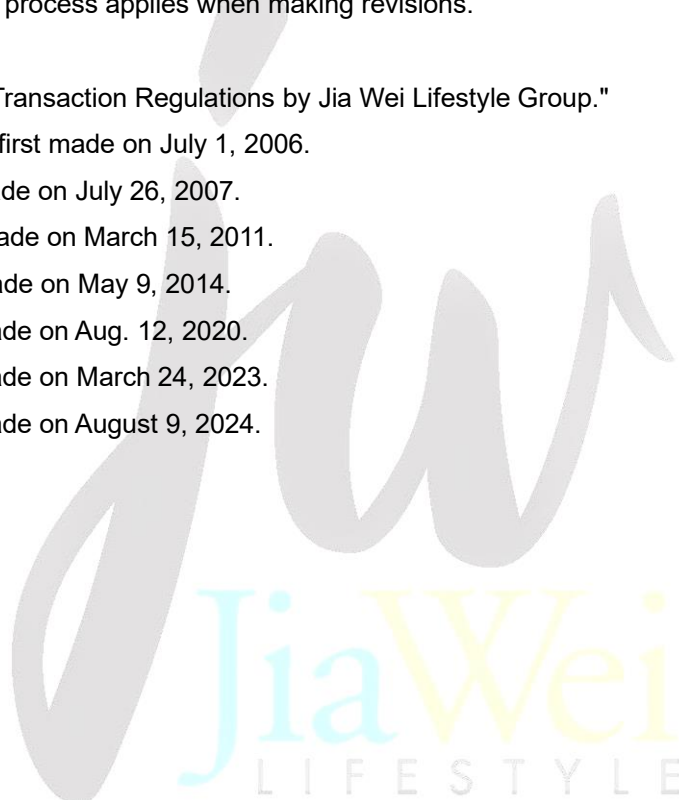 process applies when making revisions.
Transaction Regulations by Jia Wei Lifestyle Group."
first made on July 1, 2006.
de on July 26, 2007.
ade on March 15, 2011.
ade on May 9, 2014.
ade on Aug. 12, 2020.
ade on March 24, 2023.
ade on August 9, 2024.
jw
JiaWei
LIFESTYLE